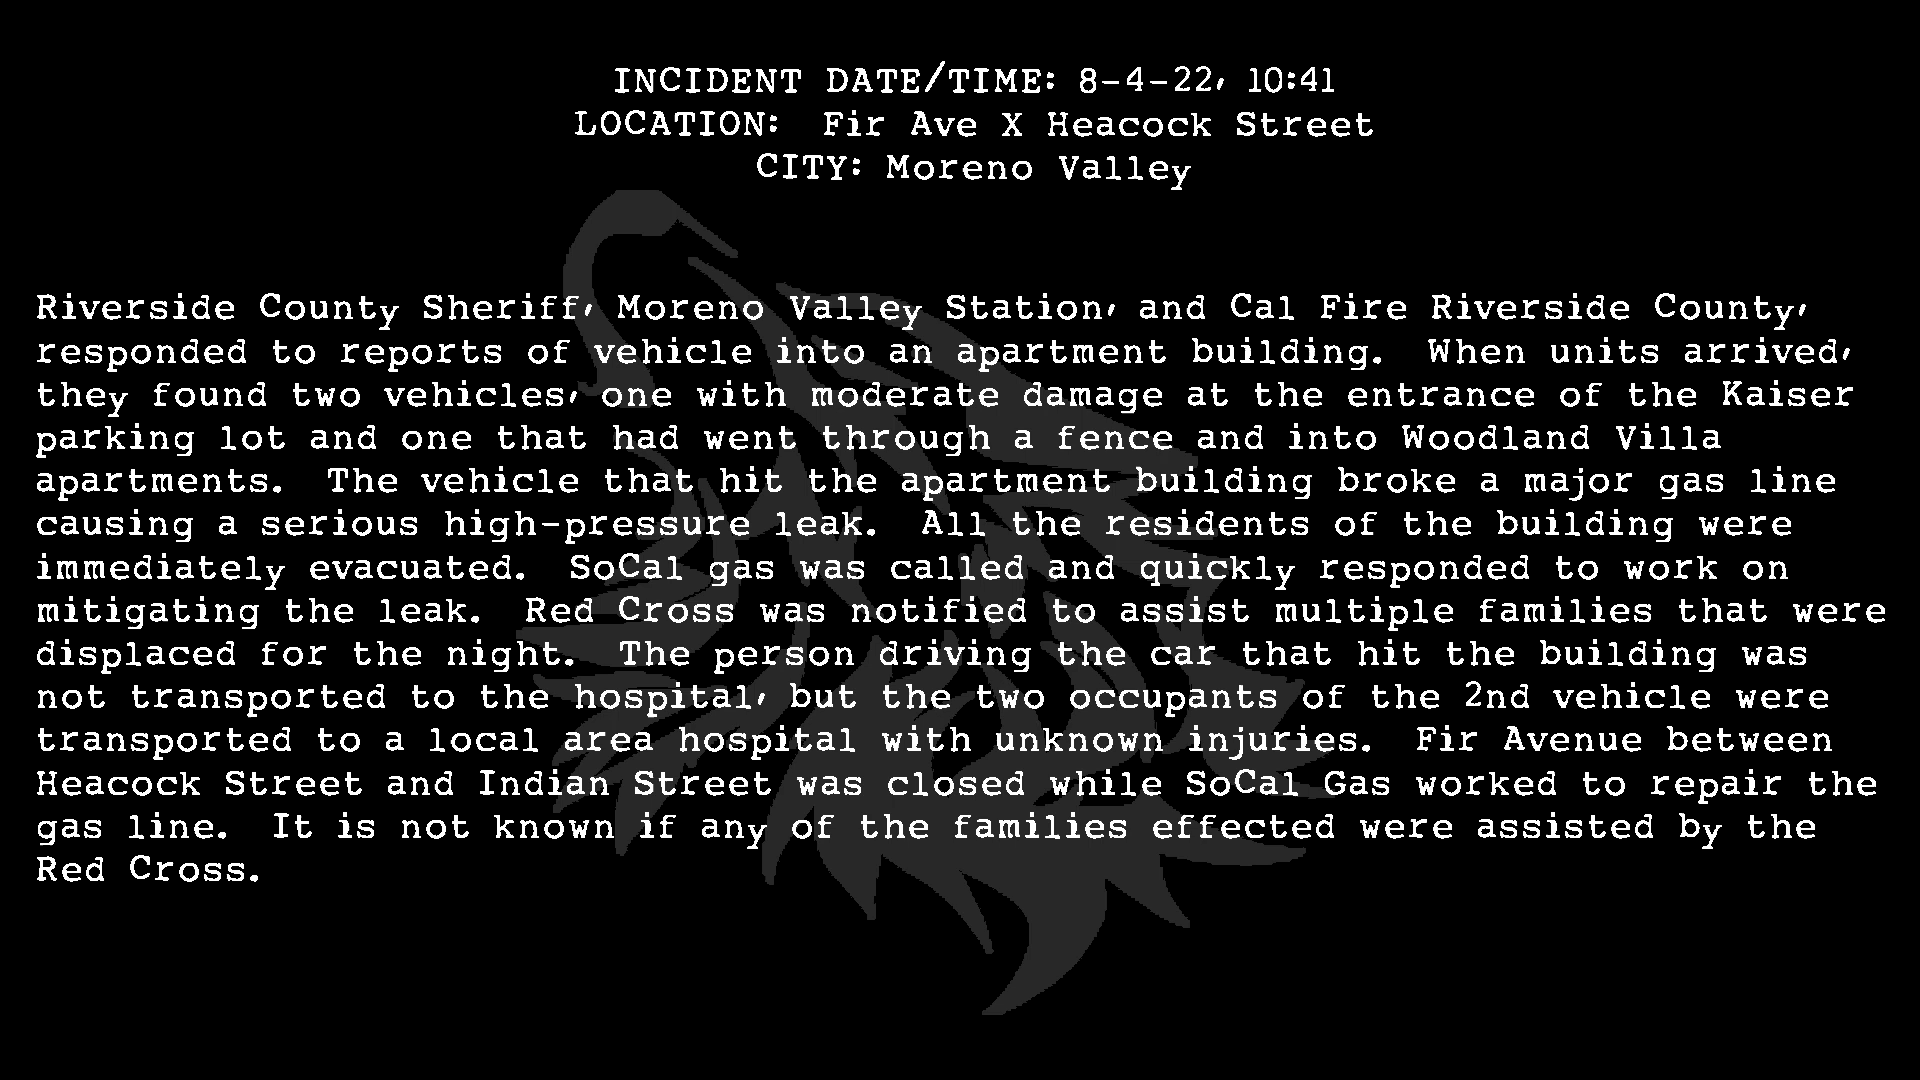 INCIDENT DATE/TIME: 8-4-22, 10:41
LOCATION:  Fir Ave X Heacock Street
CITY: Moreno Valley
Riverside County Sheriff, Moreno Valley Station, and Cal Fire Riverside County,
responded to reports of vehicle into an apartment building.  When units arrived,
they found two vehicles, one with moderate damage at the entrance of the Kaiser
parking lot and one that had went through a fence and into Woodland Villa
apartments.  The vehicle that hit the apartment building broke a major gas line
causing a serious high-pressure leak.  All the residents of the building were
immediately evacuated.  SoCal gas was called and quickly responded to work on
mitigating the leak.  Red Cross was notified to assist multiple families that were
displaced for the night.  The person driving the car that hit the building was
not transported to the hospital, but the two occupants of the 2nd vehicle were
transported to a local area hospital with unknown injuries.  Fir Avenue between
Heacock Street and Indian Street was closed while SoCal Gas worked to repair the
gas line.  It is not known if any of the families effected were assisted by the
Red Cross.